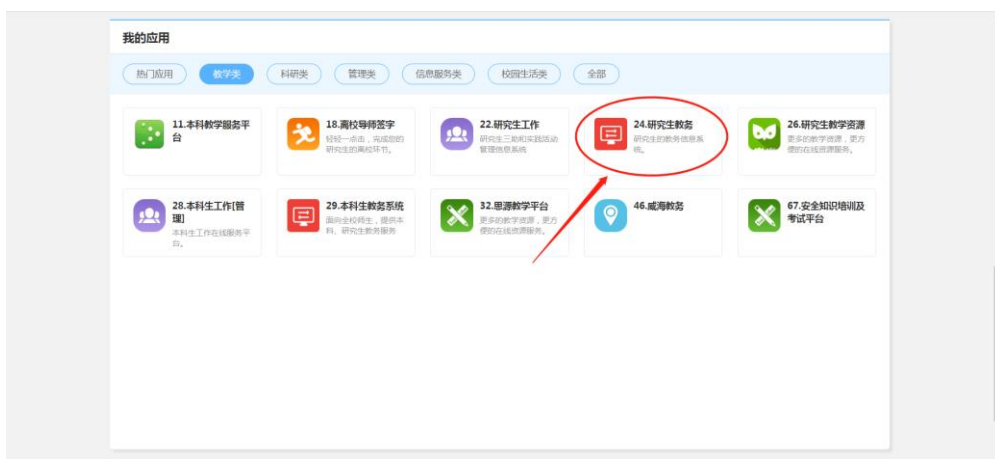 我的应用
热门应用 教学类 科研类 管理类 信息服务类 校园生活类 全部
11.本科教学服务平
台
18.离校导师签字
轻轻一点击，完成您的
研究生的离校环节。
22.研究生工作
研究生三助和实践活动
管理信息系统
24.研究生教务
研究生的教务信息系
统。
26.研究生教学资源
更多的教学资源，更方
便的在线资源服务。
28.本科生工作[管
理]
本科生工作在线服务平
台。
29.本科生教务系统
面向全校师生，提供本
科、研究生教务服务
32.思源教学平台
更多的教学资源，更方
便的在线资源服务。
46.威海教务
67.安全知识培训及
考试平台